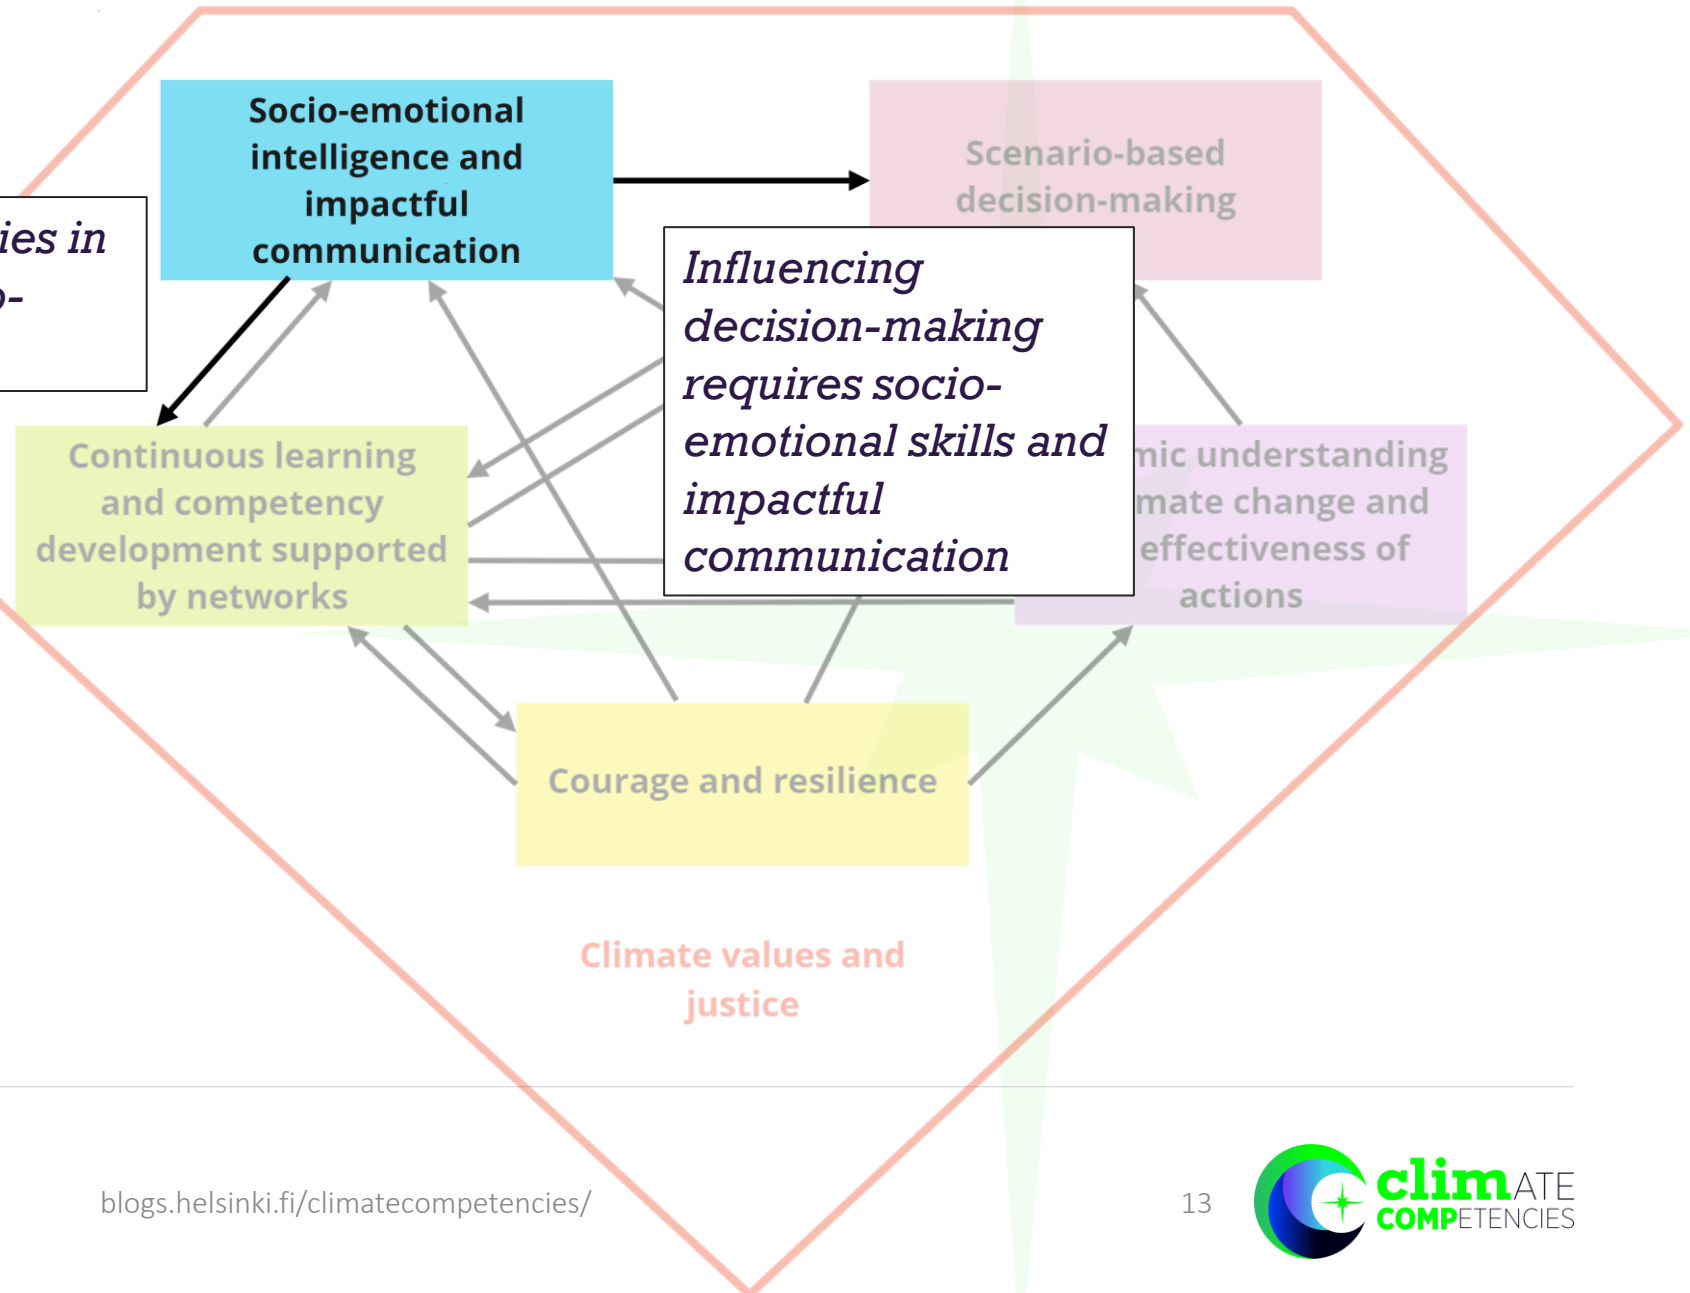 Socio-emotional
intelligence and
impactful
communication
Scenario-based
decision-making
ies in
o-
Influencing
decision-making
requires socio-
emotional skills and
impactful
communication
Continuous learning
and competency
development supported
by networks
mic understanding
mate change and
effectiveness of
actions
Courage and resilience
Climate values and
justice
blogs.helsinki.fi/climatecompetencies/
13
climATE
COMPETENCIES